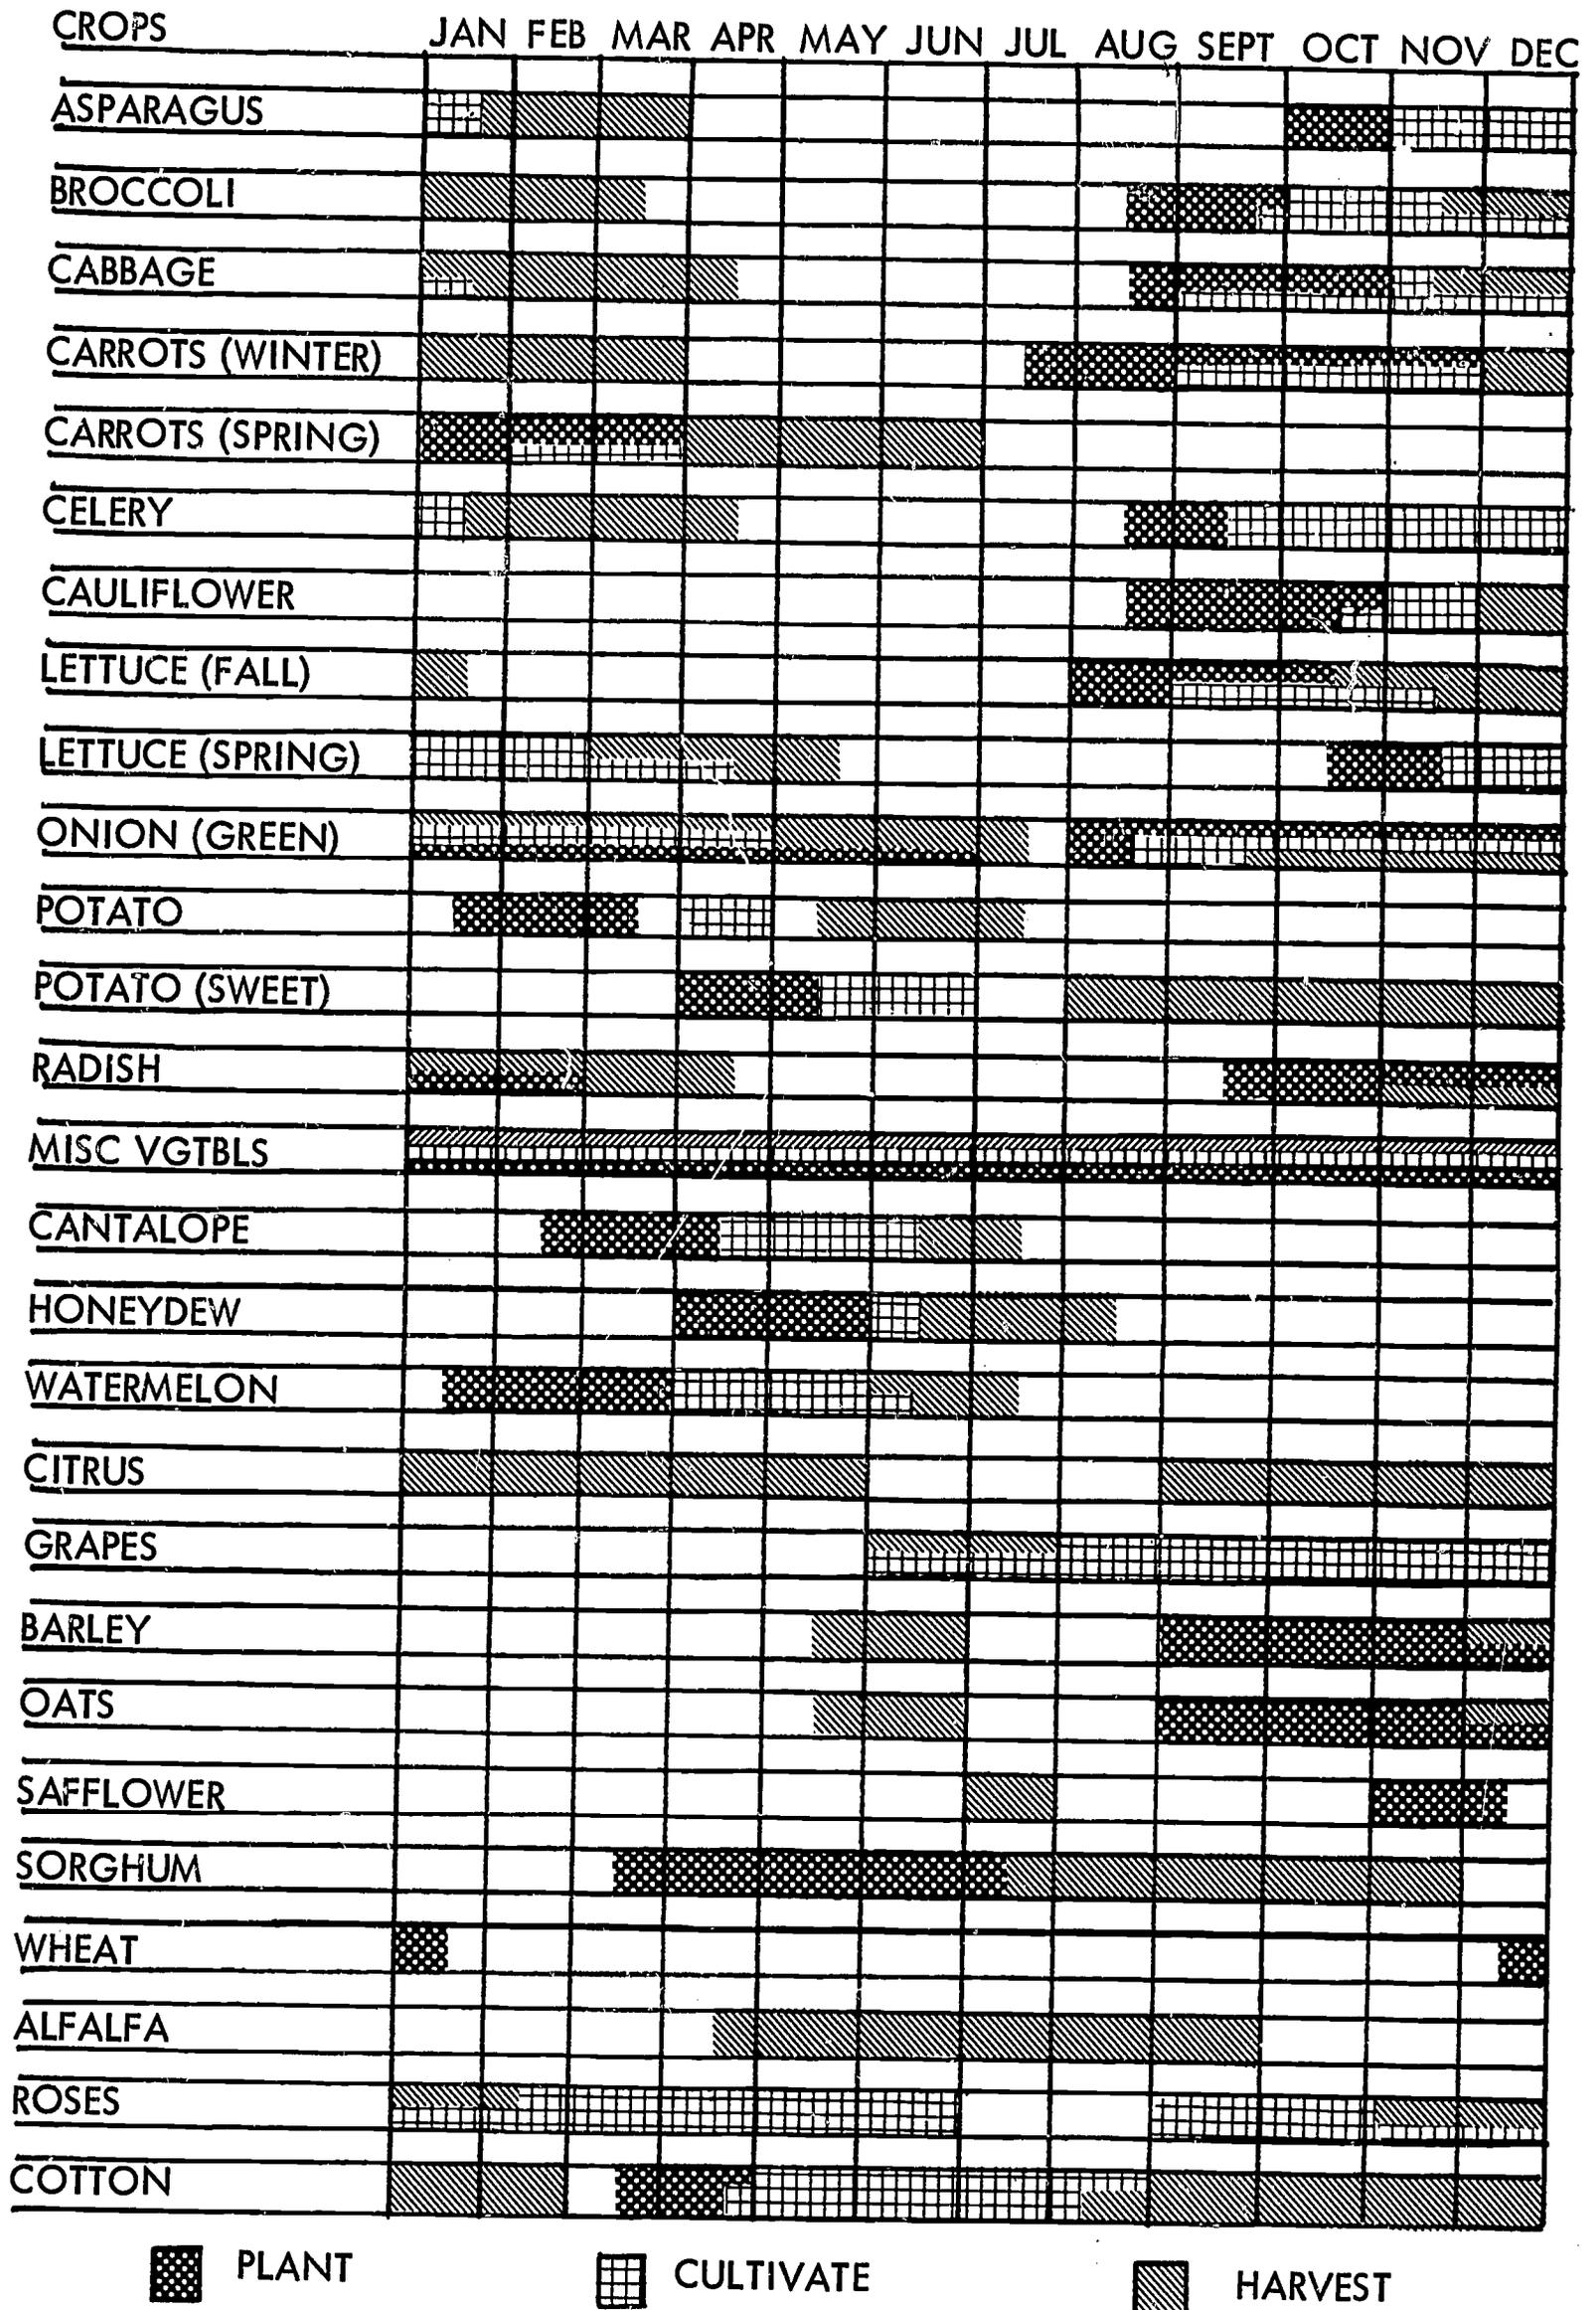 CROPS JAN FEB MAR APR MAY JUN JUL AUG SEPT OCT NOV DEC
ASPARAGUS
BROCCOLI
CABBAGE
CARROTS (WINTER)
CARROTS (SPRING)
CELERY
CAULIFLOWER
LETTUCE (FALL)
LETTUCE (SPRING)
ONION (GREEN)
POTATO
POTATO (SWEET)
RADISH
MISC VGTBLS
CANTALOPE
HONEYDEW
WATERMELON
CITRUS
GRAPES
BARLEY
OATS
SAFFLOWER
SORGHUM
WHEAT
ALFALFA
ROSES
COTTON
PLANT CULTIVATE HARVEST